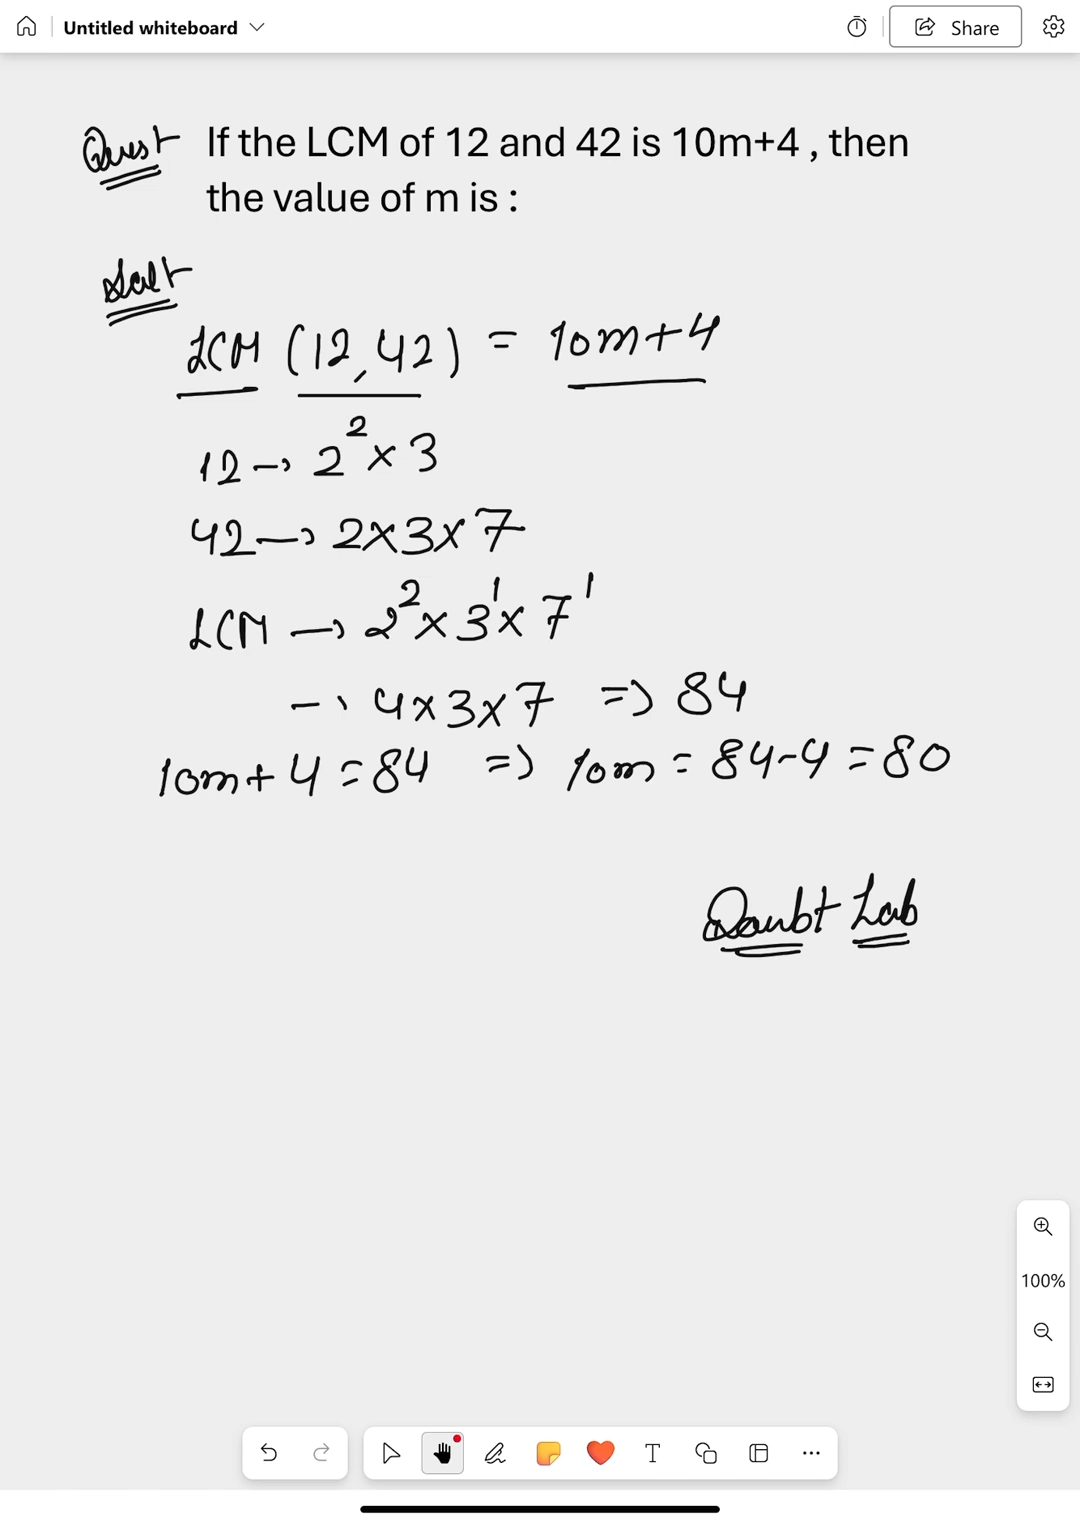 Untitled whiteboard
Share
Quest If the LCM of 12 and 42 is 10m+4 , then
the value of m is :
Solt
LCM (12,42) = 10m+4
12 → 2² × 3
42 → 2×3×7
LCM → 2² × 3¹ × 7¹
→ 4×3×7 ⇒ 84
10m+4=84 ⇒ 10m = 84-4 = 80
Doubt Lab
100%
T